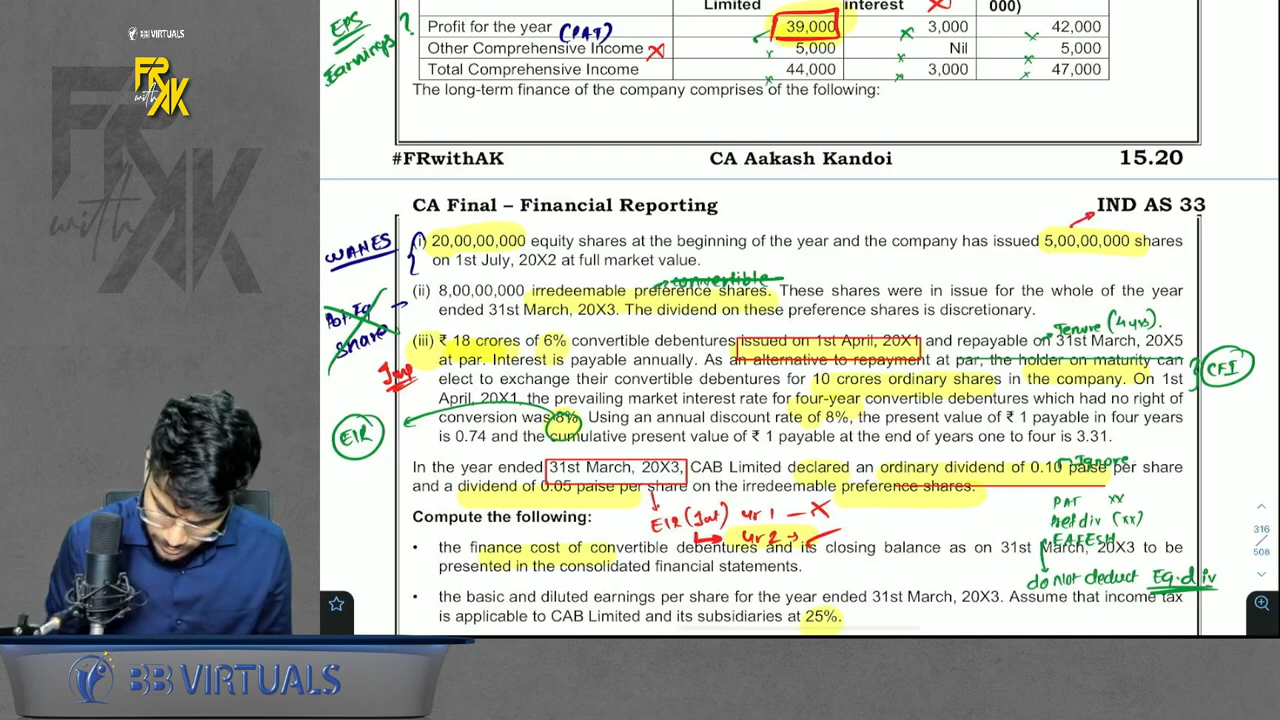 BB VIRTUALS
FR
with
AK
EPS
Earnings
?
Limited interest 000)
Profit for the year (PAT) 39,000 3,000 42,000
Other Comprehensive Income 5,000 Nil 5,000
Total Comprehensive Income 44,000 3,000 47,000
The long-term finance of the company comprises of the following:
#FRwithAK CA Aakash Kandoi 15.20
CA Final – Financial Reporting IND AS 33
WANES
(i) 20,00,00,000 equity shares at the beginning of the year and the company has issued 5,00,00,000 shares
on 1st July, 20X2 at full market value.
convertible
(ii) 8,00,00,000 irredeemable preference shares. These shares were in issue for the whole of the year
ended 31st March, 20X3. The dividend on these preference shares is discretionary.
Pot. Eq
Share
Tenure (4 yrs).
(iii) ₹ 18 crores of 6% convertible debentures issued on 1st April, 20X1 and repayable on 31st March, 20X5
at par. Interest is payable annually. As an alternative to repayment at par, the holder on maturity can
Imp
CFI
elect to exchange their convertible debentures for 10 crores ordinary shares in the company. On 1st
April, 20X1, the prevailing market interest rate for four-year convertible debentures which had no right of
conversion was 8%. Using an annual discount rate of 8%, the present value of ₹ 1 payable in four years
EIR
is 0.74 and the cumulative present value of ₹ 1 payable at the end of years one to four is 3.31.
Ignore
In the year ended 31st March, 20X3, CAB Limited declared an ordinary dividend of 0.10 paise per share
and a dividend of 0.05 paise per share on the irredeemable preference shares.
EIR (Int) yr 1 – X
yr 2 →
PAT xx
Pref div (xx)
EAEESH
do not deduct Eq. div
Compute the following:
• the finance cost of convertible debentures and its closing balance as on 31st March, 20X3 to be
presented in the consolidated financial statements.
• the basic and diluted earnings per share for the year ended 31st March, 20X3. Assume that income tax
is applicable to CAB Limited and its subsidiaries at 25%.
316
508
BB VIRTUALS